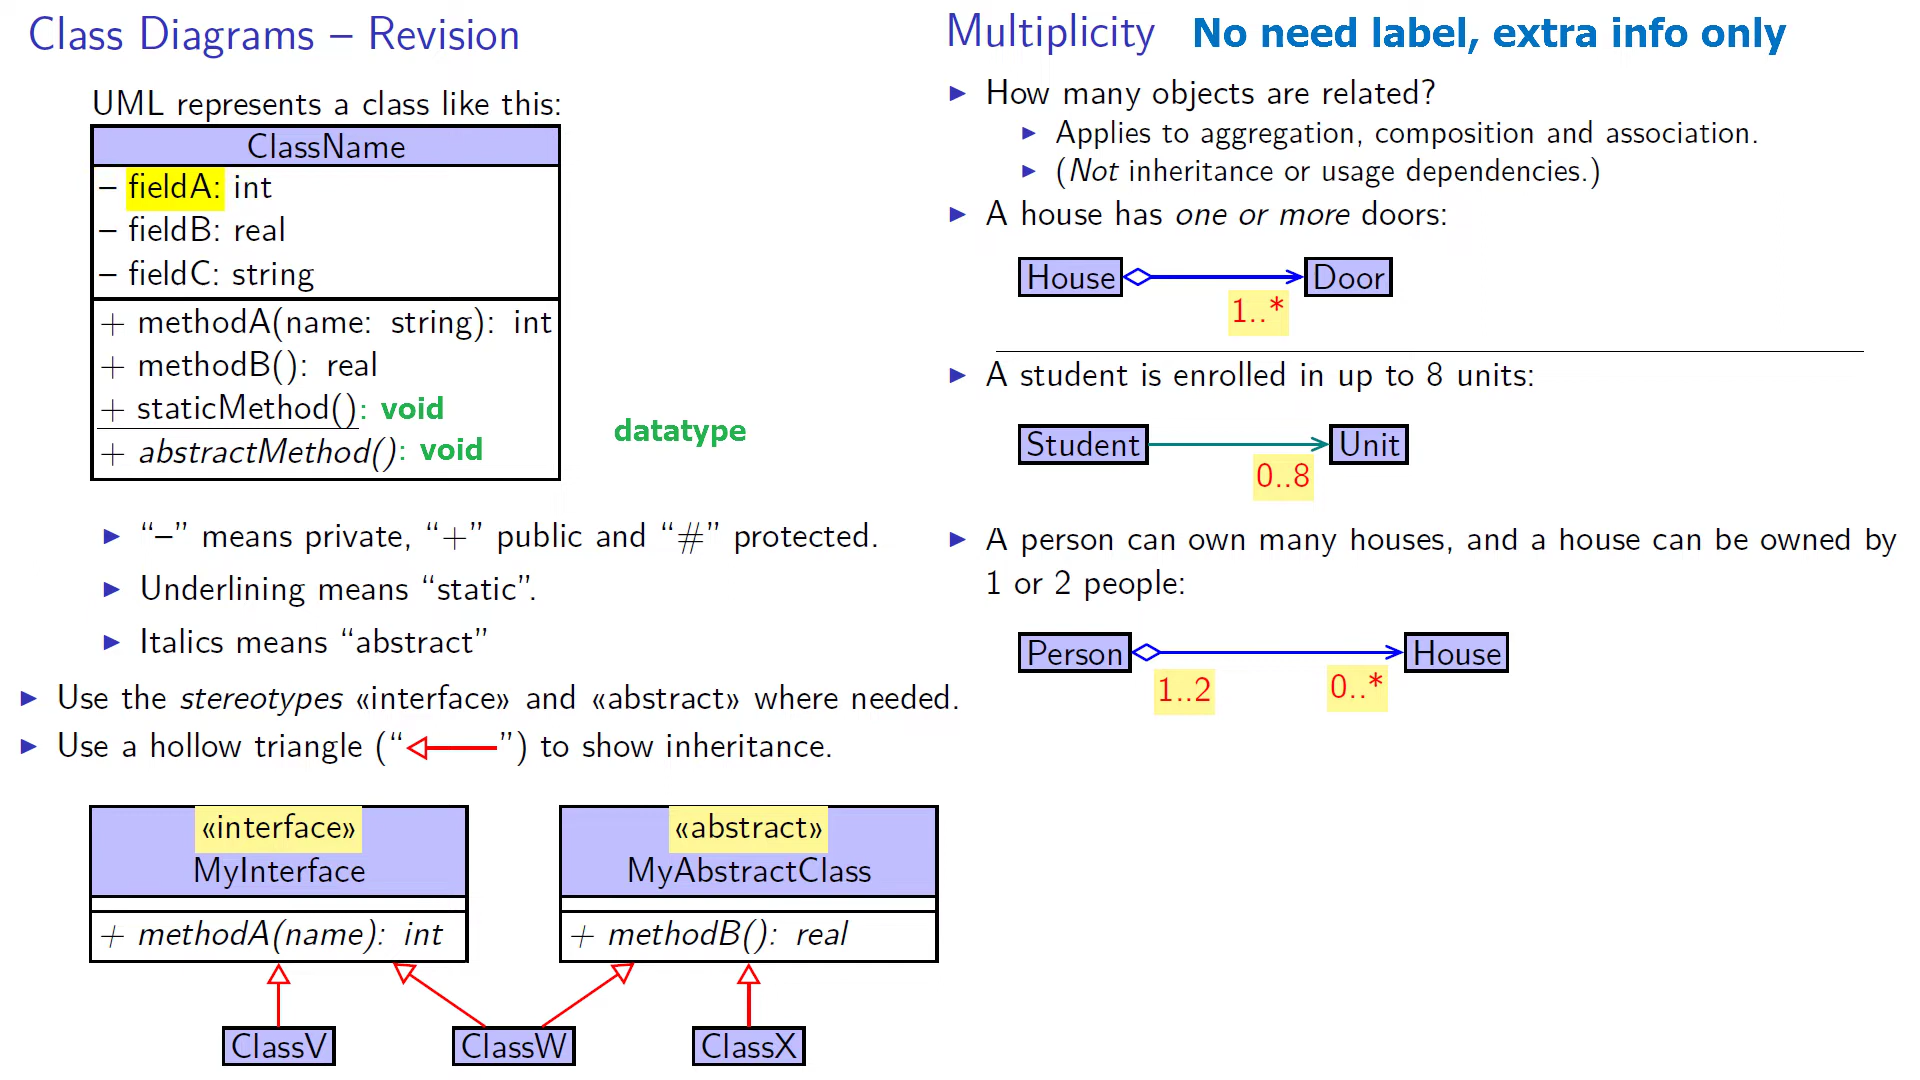 Class Diagrams – Revision
UML represents a class like this:
ClassName
– fieldA: int
– fieldB: real
– fieldC: string
+ methodA(name: string): int
+ methodB(): real
+ staticMethod(): void
+ abstractMethod(): void
datatype
▶ “–” means private, “+” public and “#” protected.
▶ Underlining means “static”.
▶ Italics means “abstract”
▶ Use the stereotypes «interface» and «abstract» where needed.
▶ Use a hollow triangle (“ ”) to show inheritance.
«interface»
MyInterface
+ methodA(name): int
«abstract»
MyAbstractClass
+ methodB(): real
ClassV
ClassW
ClassX
Multiplicity No need label, extra info only
▶ How many objects are related?
▶ Applies to aggregation, composition and association.
▶ (Not inheritance or usage dependencies.)
▶ A house has one or more doors:
House
Door
1..*
▶ A student is enrolled in up to 8 units:
Student
Unit
0..8
▶ A person can own many houses, and a house can be owned by
1 or 2 people:
Person
House
1..2
0..*